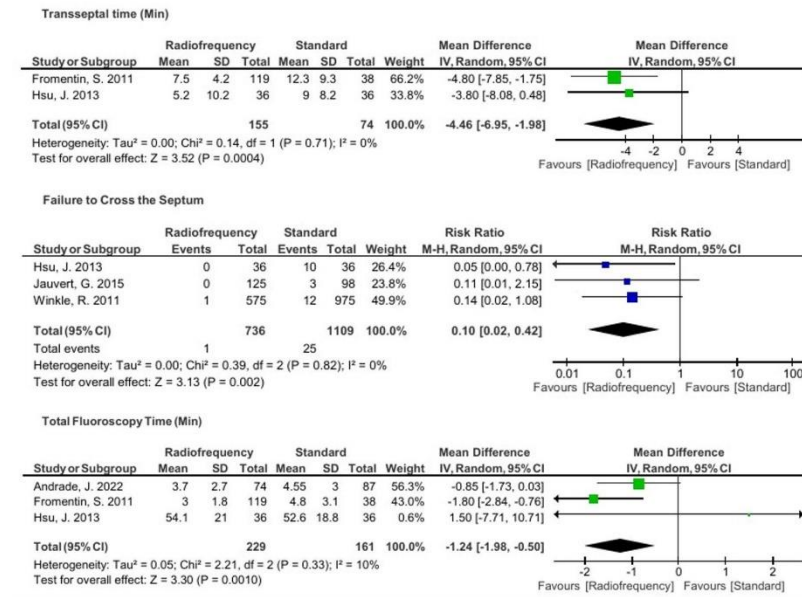 Transseptal time (Min)
Radiofrequency Standard Mean Difference Mean Difference
Study or Subgroup Mean SD Total Mean SD Total Weight IV, Random, 95% CI IV, Random, 95% CI
Fromentin, S. 2011 7.5 4.2 119 12.3 9.3 38 66.2% -4.80 [-7.85, -1.75]
Hsu, J. 2013 5.2 10.2 36 9 8.2 36 33.8% -3.80 [-8.08, 0.48]
Total (95% CI) 155 74 100.0% -4.46 [-6.95, -1.98]
Heterogeneity: Tau² = 0.00; Chi² = 0.14, df = 1 (P = 0.71); I² = 0%
Test for overall effect: Z = 3.52 (P = 0.0004)
-4 -2 0 2 4
Favours [Radiofrequency] Favours [Standard]
Failure to Cross the Septum
Radiofrequency Standard Risk Ratio Risk Ratio
Study or Subgroup Events Total Events Total Weight M-H, Random, 95% CI M-H, Random, 95% CI
Hsu, J. 2013 0 36 10 36 26.4% 0.05 [0.00, 0.78]
Jauvert, G. 2015 0 125 3 98 23.8% 0.11 [0.01, 2.15]
Winkle, R. 2011 1 575 12 975 49.9% 0.14 [0.02, 1.08]
Total (95% CI) 736 1109 100.0% 0.10 [0.02, 0.42]
Total events 1 25
Heterogeneity: Tau² = 0.00; Chi² = 0.39, df = 2 (P = 0.82); I² = 0%
Test for overall effect: Z = 3.13 (P = 0.002)
0.01 0.1 1 10 100
Favours [Radiofrequency] Favours [Standard]
Total Fluoroscopy Time (Min)
Radiofrequency Standard Mean Difference Mean Difference
Study or Subgroup Mean SD Total Mean SD Total Weight IV, Random, 95% CI IV, Random, 95% CI
Andrade, J. 2022 3.7 2.7 74 4.55 3 87 56.3% -0.85 [-1.73, 0.03]
Fromentin, S. 2011 3 1.8 119 4.8 3.1 38 43.0% -1.80 [-2.84, -0.76]
Hsu, J. 2013 54.1 21 36 52.6 18.8 36 0.6% 1.50 [-7.71, 10.71]
Total (95% CI) 229 161 100.0% -1.24 [-1.98, -0.50]
Heterogeneity: Tau² = 0.05; Chi² = 2.21, df = 2 (P = 0.33); I² = 10%
Test for overall effect: Z = 3.30 (P = 0.0010)
-2 -1 0 1 2
Favours [Radiofrequency] Favours [Standard]